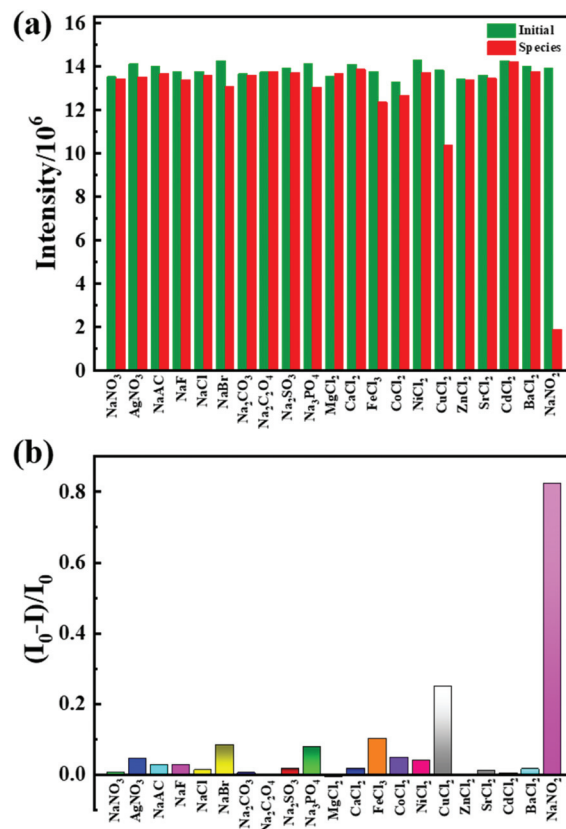 (a)
Initial
Species
Intensity/10⁶
16
14
12
10
8
6
4
2
0
NaNO₃
AgNO₃
NaAC
NaF
NaCl
NaBr
Na₂CO₃
Na₂C₂O₄
Na₂SO₃
Na₃PO₄
MgCl₂
CaCl₂
FeCl₃
CoCl₂
NiCl₂
CuCl₂
ZnCl₂
SrCl₂
CdCl₂
BaCl₂
NaNO₂
(b)
(I₀-I)/I₀
0.8
0.6
0.4
0.2
0.0
NaNO₃
AgNO₃
NaAC
NaF
NaCl
NaBr
Na₂CO₃
Na₂C₂O₄
Na₂SO₃
Na₃PO₄
MgCl₂
CaCl₂
FeCl₃
CoCl₂
NiCl₂
CuCl₂
ZnCl₂
SrCl₂
CdCl₂
BaCl₂
NaNO₂